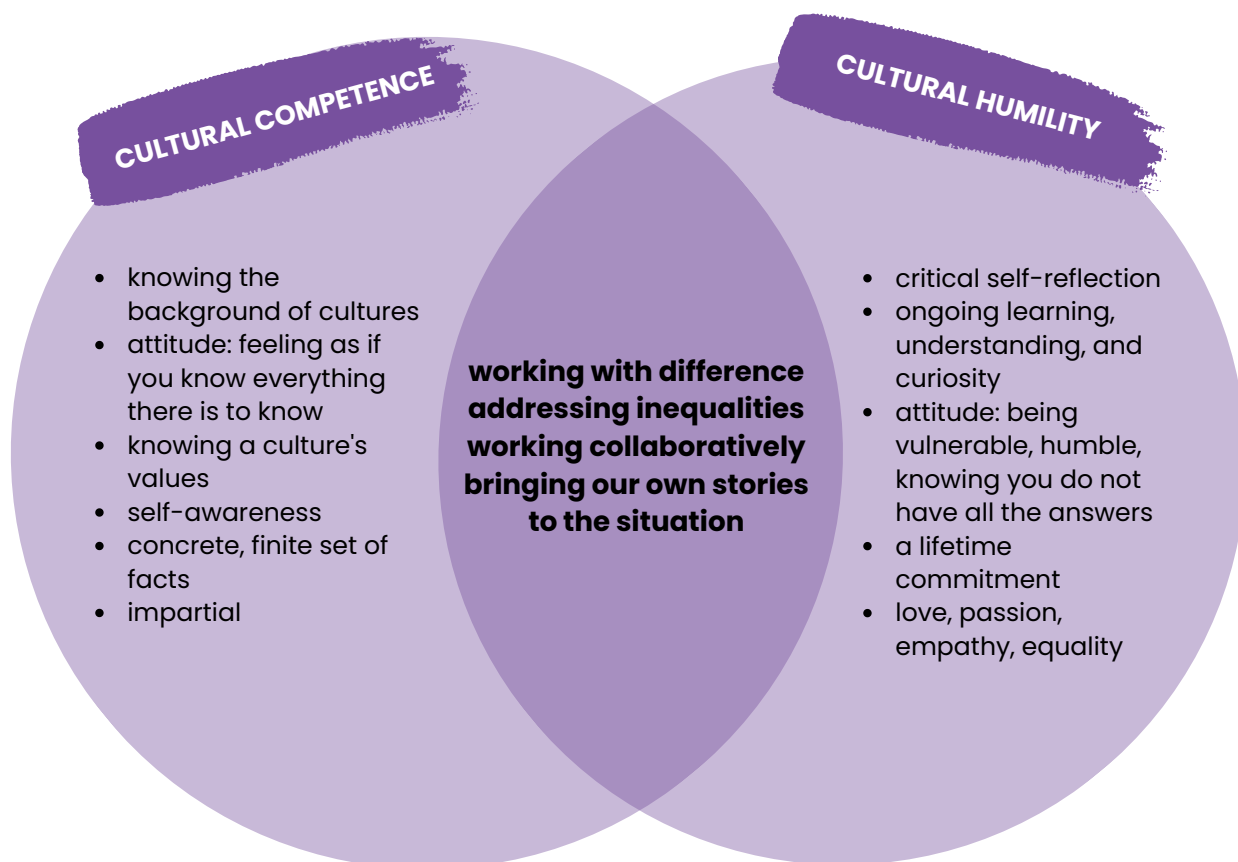 CULTURAL COMPETENCE
• knowing the
background of cultures
• attitude: feeling as if
you know everything
there is to know
• knowing a culture's
values
• self-awareness
• concrete, finite set of
facts
• impartial
working with difference
addressing inequalities
working collaboratively
bringing our own stories
to the situation
CULTURAL HUMILITY
• critical self-reflection
• ongoing learning,
understanding, and
curiosity
• attitude: being
vulnerable, humble,
knowing you do not
have all the answers
• a lifetime
commitment
• love, passion,
empathy, equality